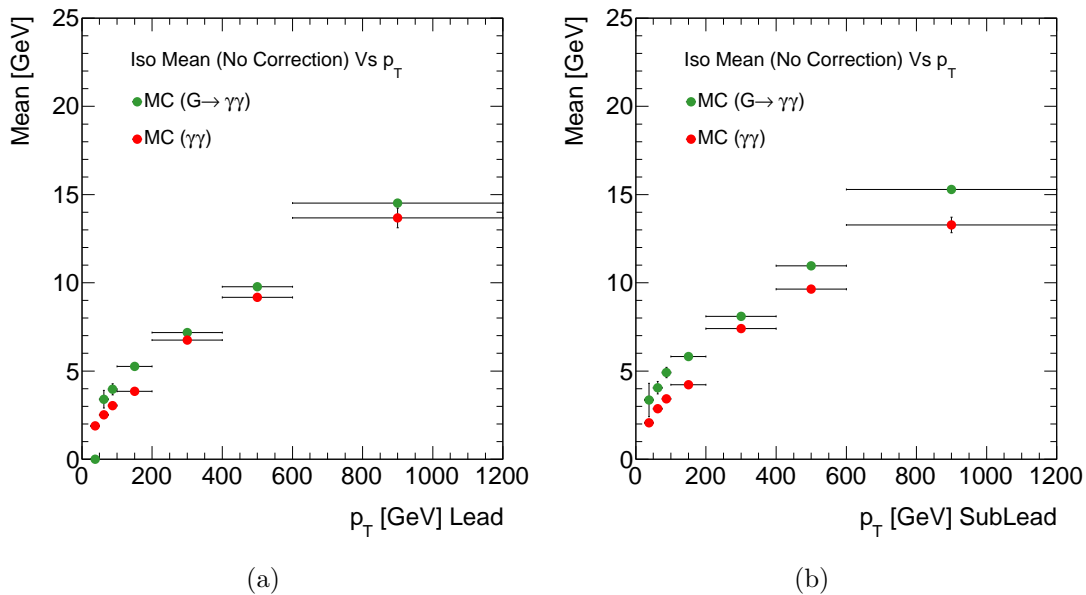 Mean [GeV]
25
20
15
10
5
0
Iso Mean (No Correction) Vs p_T
MC (G→ γγ)
MC (γγ)
0 200 400 600 800 1000 1200
p_T [GeV] Lead
(a)
Mean [GeV]
25
20
15
10
5
0
Iso Mean (No Correction) Vs p_T
MC (G→ γγ)
MC (γγ)
0 200 400 600 800 1000 1200
p_T [GeV] SubLead
(b)